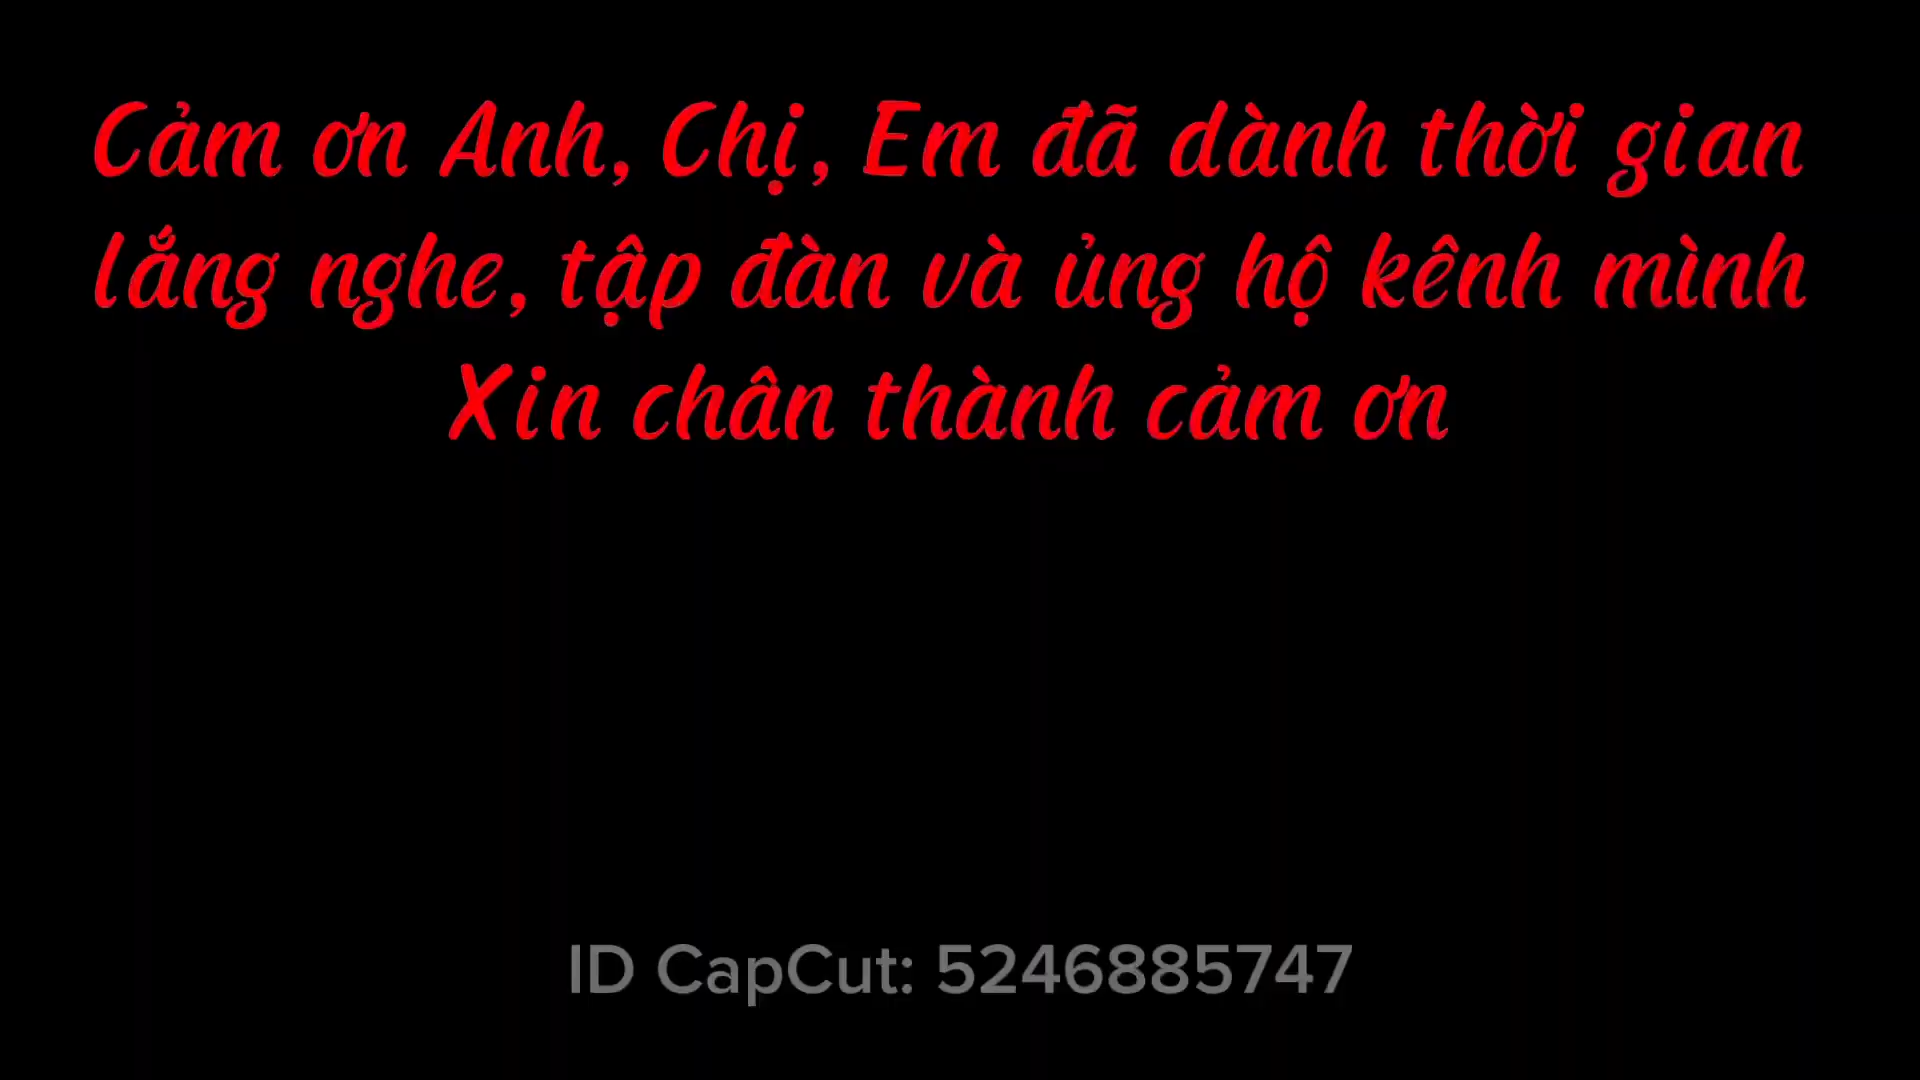 Cảm ơn Anh, Chị, Em đã dành thời gian
lắng nghe, tập đàn và ủng hộ kênh mình
Xin chân thành cảm ơn
ID CapCut: 5246885747